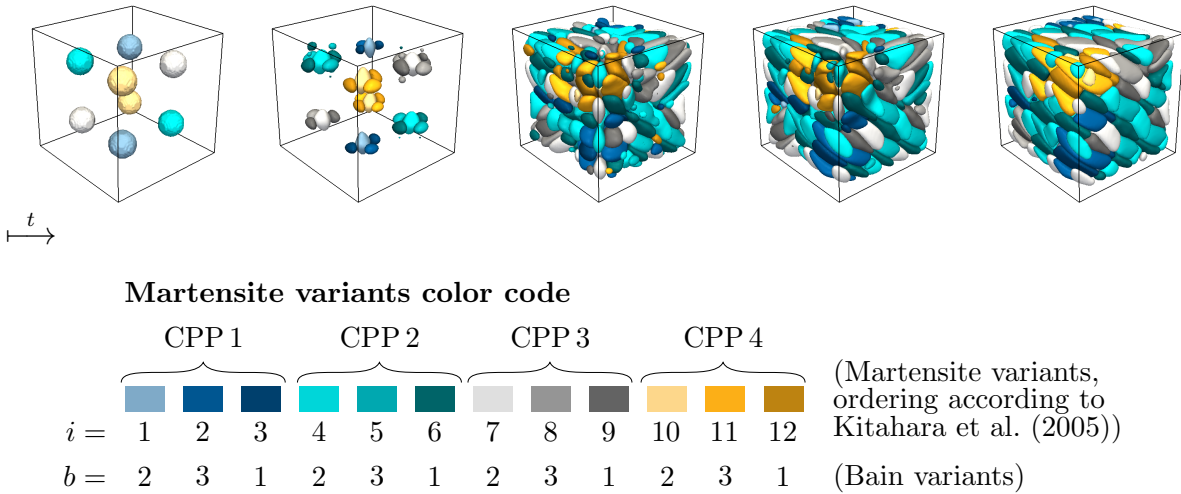 t
Martensite variants color code
CPP 1 CPP 2 CPP 3 CPP 4
(Martensite variants,
ordering according to
Kitahara et al. (2005))
i = 1 2 3 4 5 6 7 8 9 10 11 12
b = 2 3 1 2 3 1 2 3 1 2 3 1 (Bain variants)